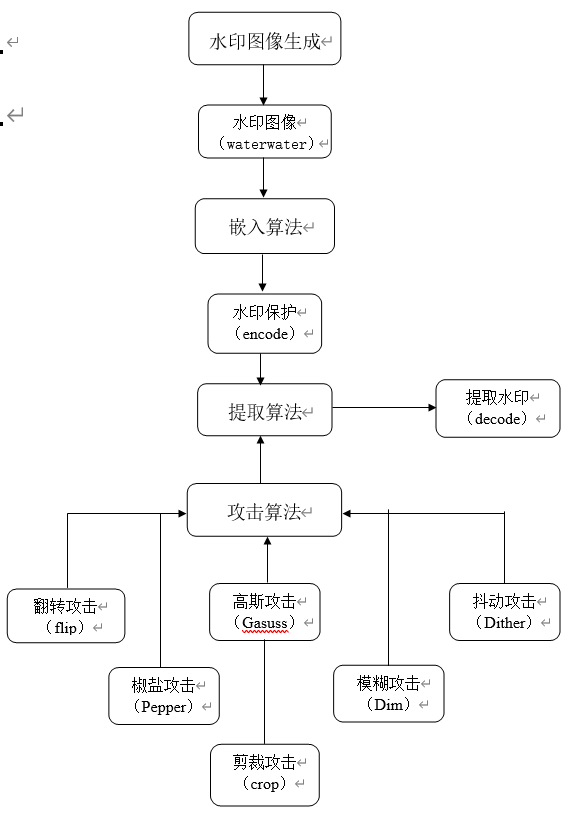 水印图像生成
水印图像
（waterwater）
嵌入算法
水印保护
（encode）
提取算法
提取水印
（decode）
攻击算法
翻转攻击
（flip）
高斯攻击
（Gasuss）
抖动攻击
（Dither）
椒盐攻击
（Pepper）
模糊攻击
（Dim）
剪裁攻击
（crop）